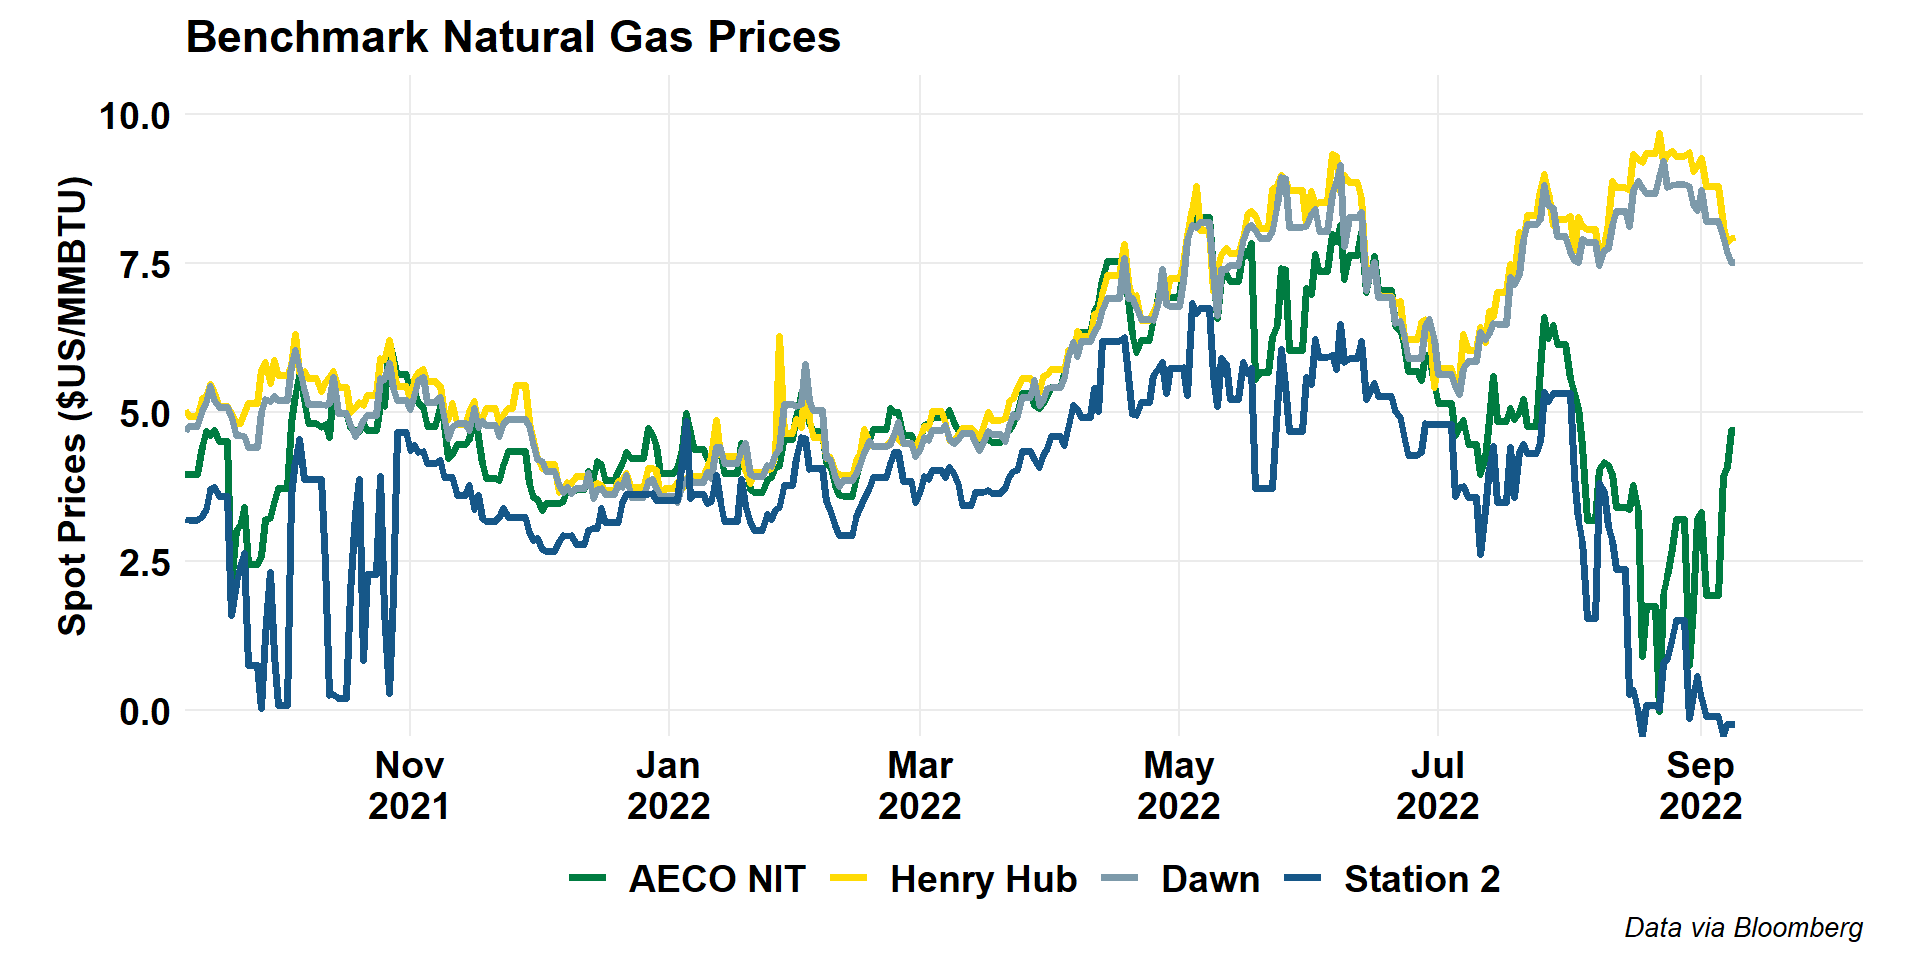 Benchmark Natural Gas Prices
Spot Prices ($US/MMBTU)
10.0
7.5
5.0
2.5
0.0
Nov
2021
Jan
2022
Mar
2022
May
2022
Jul
2022
Sep
2022
AECO NIT
Henry Hub
Dawn
Station 2
Data via Bloomberg